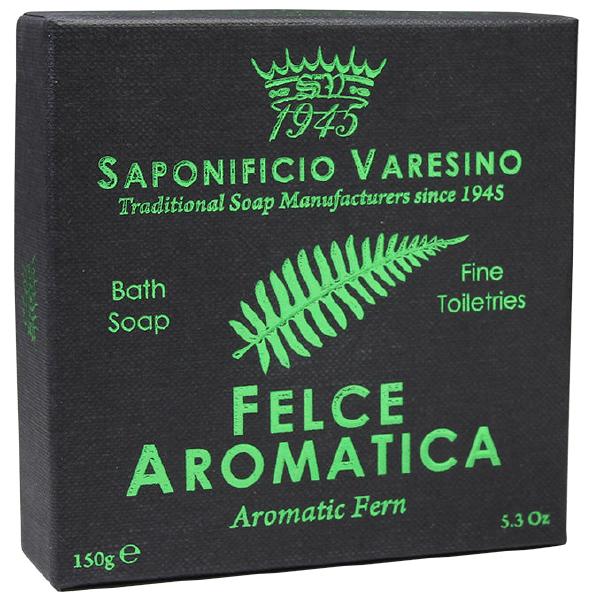 SV
1945
SAPONIFICIO VARESINO
Traditional Soap Manufacturers since 1945
Bath
Soap
Fine
Toiletries
FELCE
AROMATICA
Aromatic Fern
150g ℮
5.3 Oz